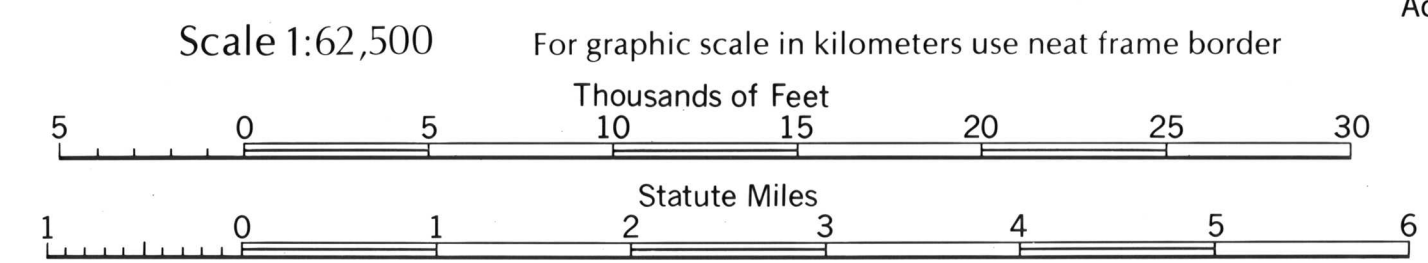 Scale 1:62,500 For graphic scale in kilometers use neat frame border
Thousands of Feet
5 0 5 10 15 20 25 30
Statute Miles
1 0 1 2 3 4 5 6